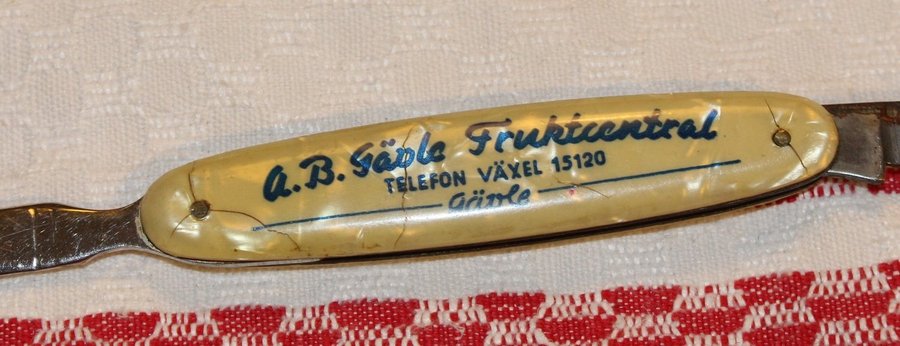 A.B. Gävle Fruktcentral
TELEFON VÄXEL 15120
Gävle